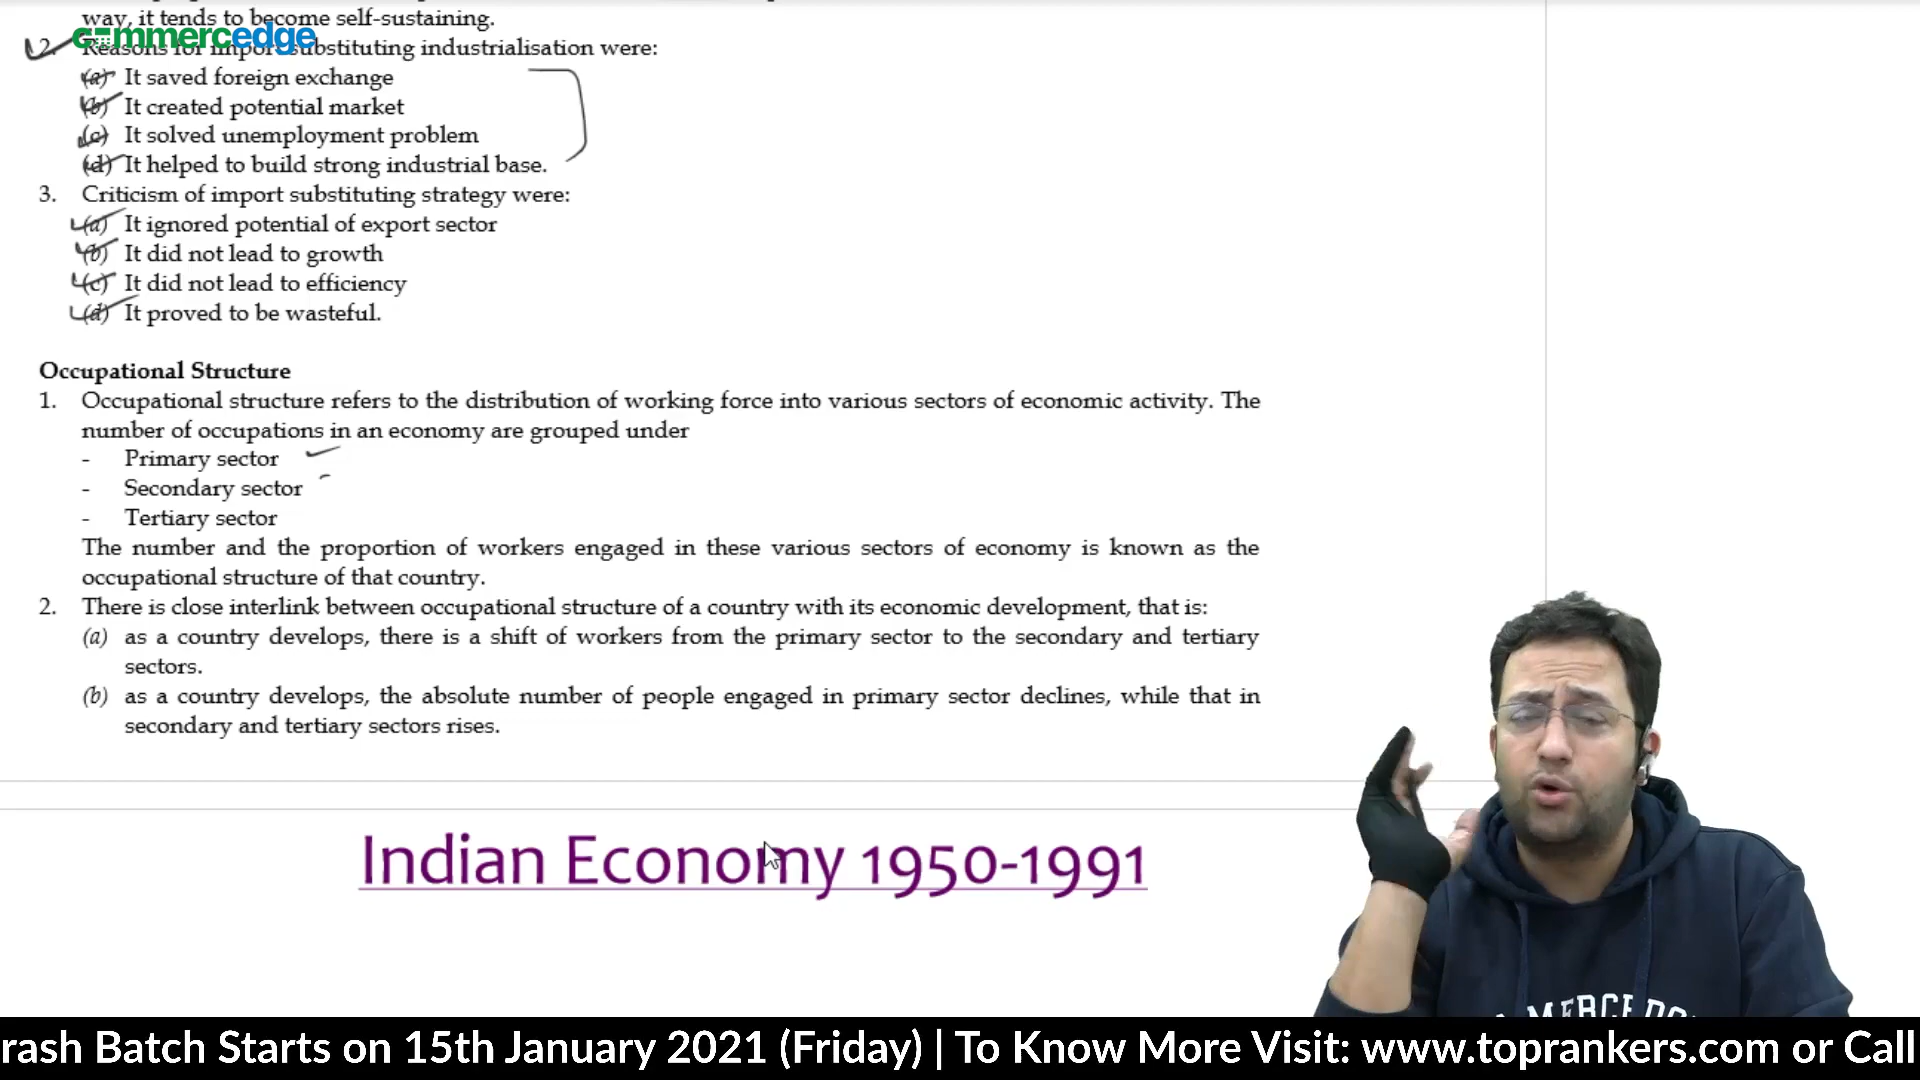 way, it tends to become self-sustaining.
commercedge
2. Reasons for import substituting industrialisation were:
(a) It saved foreign exchange
(b) It created potential market
(c) It solved unemployment problem
(d) It helped to build strong industrial base.
3. Criticism of import substituting strategy were:
(a) It ignored potential of export sector
(b) It did not lead to growth
(c) It did not lead to efficiency
(d) It proved to be wasteful.
Occupational Structure
1. Occupational structure refers to the distribution of working force into various sectors of economic activity. The
number of occupations in an economy are grouped under
- Primary sector
- Secondary sector
- Tertiary sector
The number and the proportion of workers engaged in these various sectors of economy is known as the
occupational structure of that country.
2. There is close interlink between occupational structure of a country with its economic development, that is:
(a) as a country develops, there is a shift of workers from the primary sector to the secondary and tertiary
sectors.
(b) as a country develops, the absolute number of people engaged in primary sector declines, while that in
secondary and tertiary sectors rises.
Indian Economy 1950-1991
rash Batch Starts on 15th January 2021 (Friday) | To Know More Visit: www.toprankers.com or Call